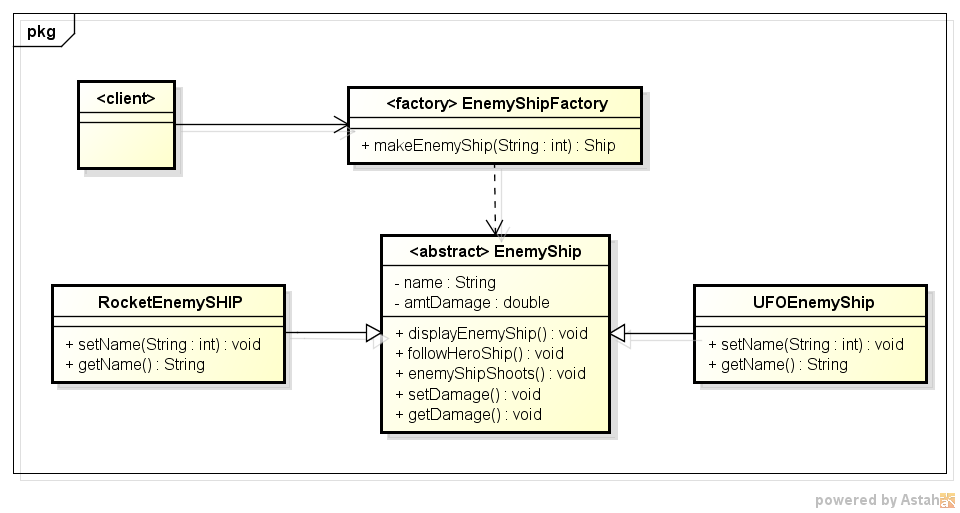 pkg
<client>
<factory> EnemyShipFactory
+ makeEnemyShip(String : int) : Ship
<abstract> EnemyShip
- name : String
- amtDamage : double
+ displayEnemyShip() : void
+ followHeroShip() : void
+ enemyShipShoots() : void
+ setDamage() : void
+ getDamage() : void
RocketEnemySHIP
+ setName(String : int) : void
+ getName() : String
UFOEnemyShip
+ setName(String : int) : void
+ getName() : String
powered by Astah